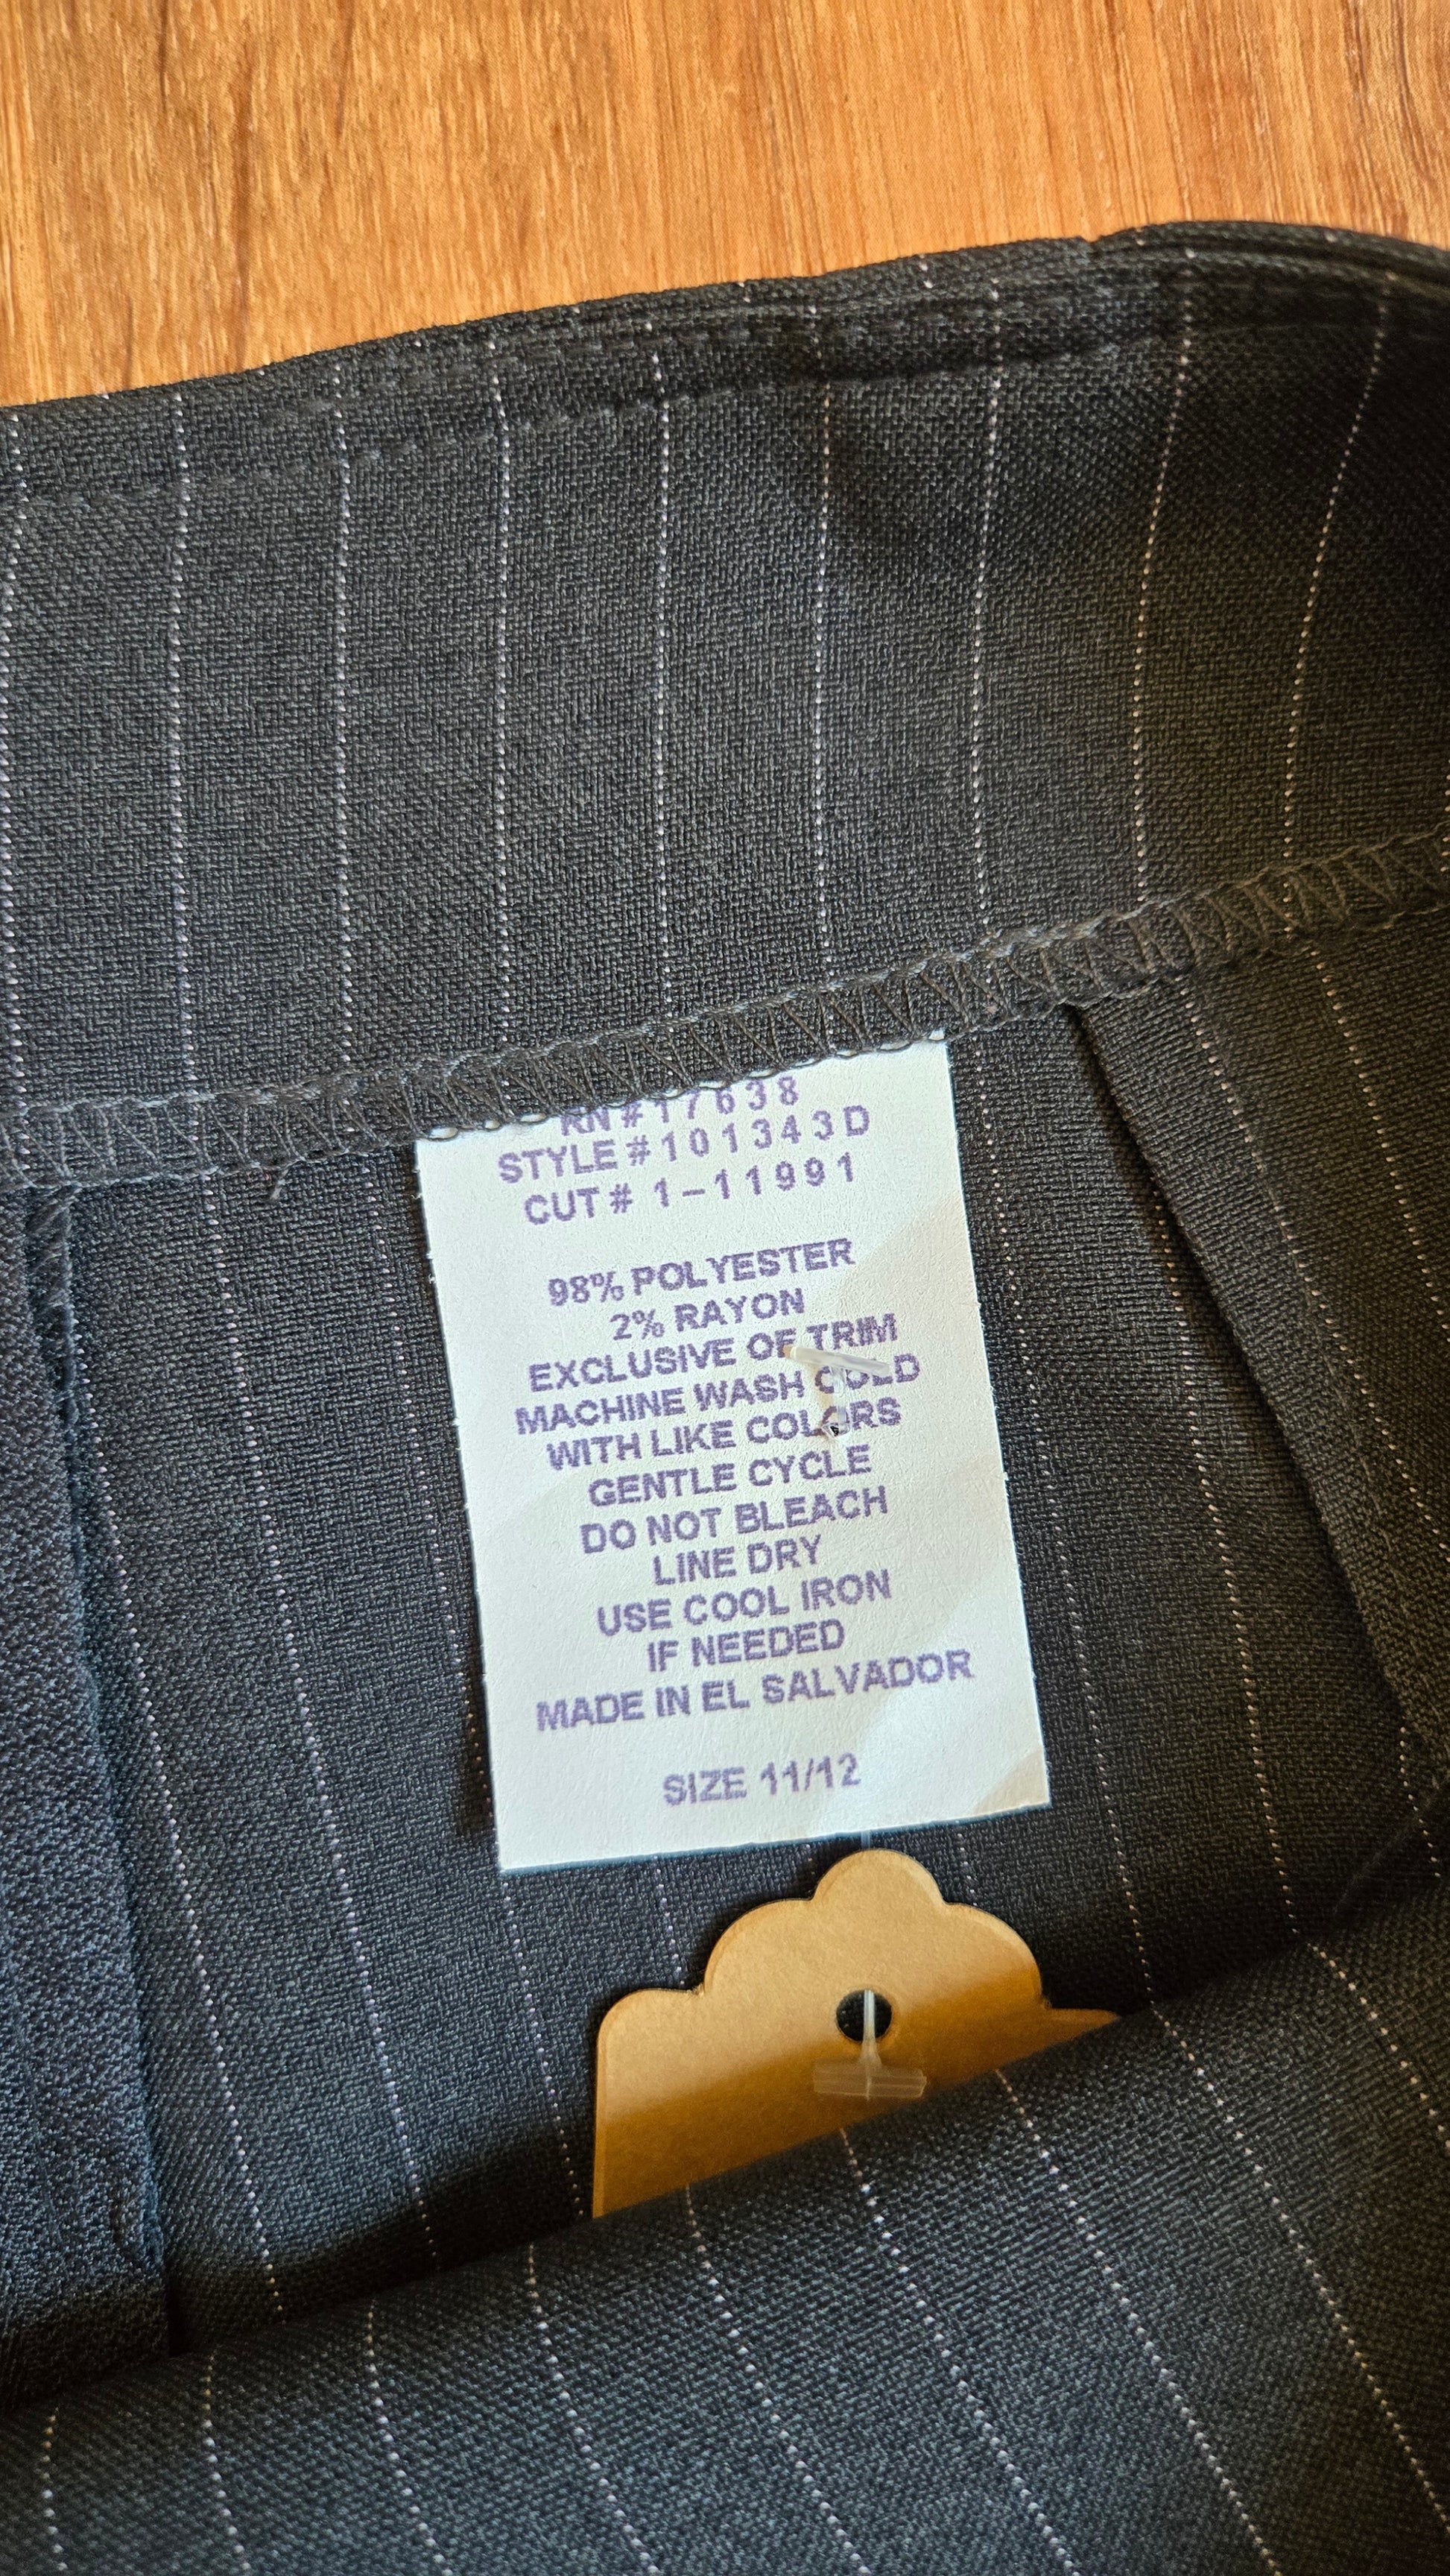 RN # 17638
STYLE # 101343D
CUT # 1-11991
98% POLYESTER
2% RAYON
EXCLUSIVE OF TRIM
MACHINE WASH COLD
WITH LIKE COLORS
GENTLE CYCLE
DO NOT BLEACH
LINE DRY
USE COOL IRON
IF NEEDED
MADE IN EL SALVADOR
SIZE 11/12